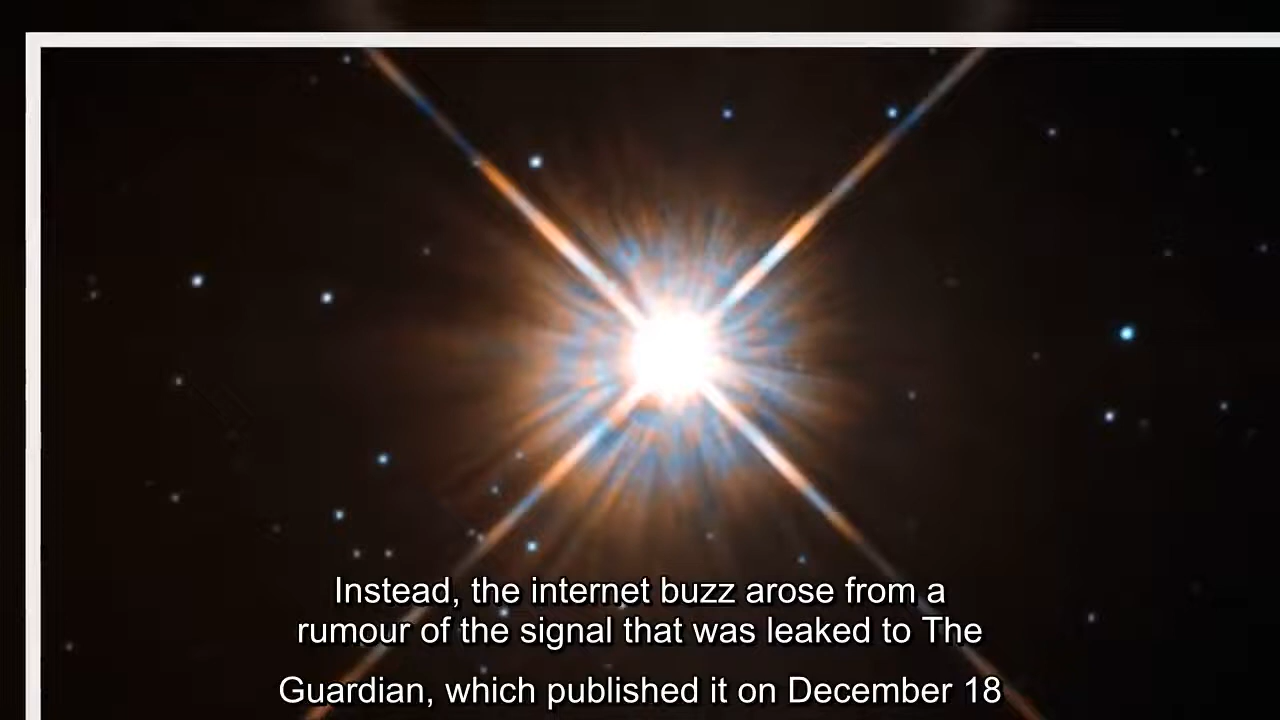 Instead, the internet buzz arose from a
rumour of the signal that was leaked to The
Guardian, which published it on December 18